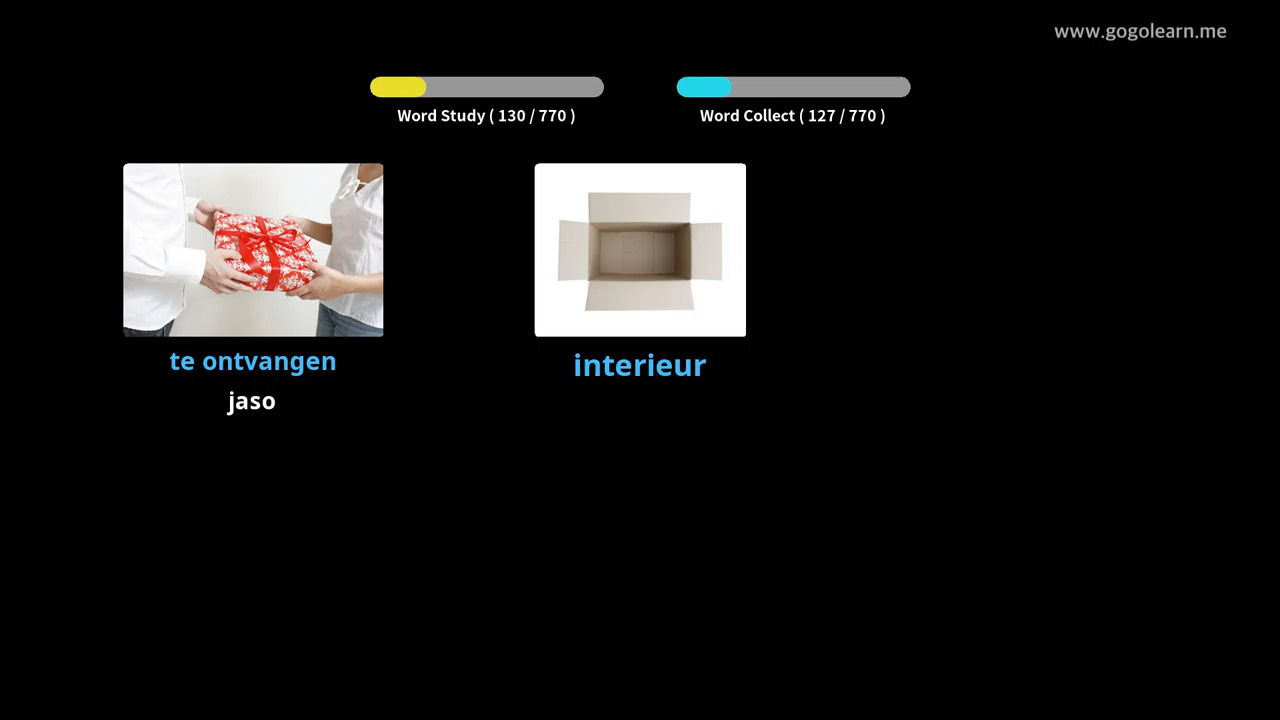 www.gogolearn.me
Word Study ( 130 / 770 )
Word Collect ( 127 / 770 )
te ontvangen
jaso
interieur